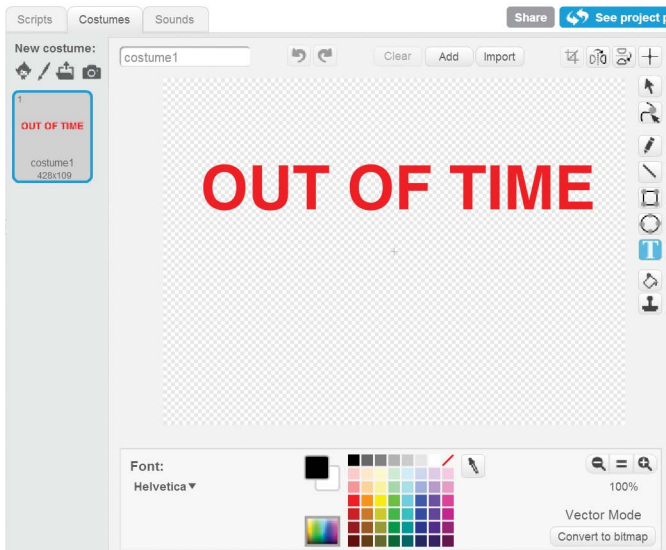 Scripts Costumes Sounds Share See project p
New costume:
costume1 Clear Add Import
1
OUT OF TIME
costume1
428x109
OUT OF TIME
T
Font:
Helvetica
100%
Vector Mode
Convert to bitmap